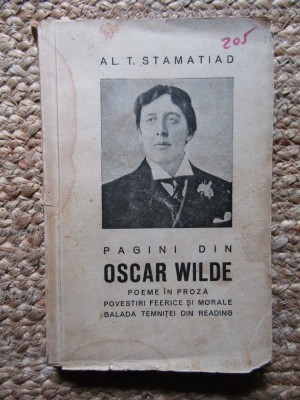 205
AL. T. STAMATIAD
PAGINI DIN
OSCAR WILDE
POEME ÎN PROZĂ
POVESTIRI FEERICE ȘI MORALE
BALADA TEMNIȚEI DIN READING